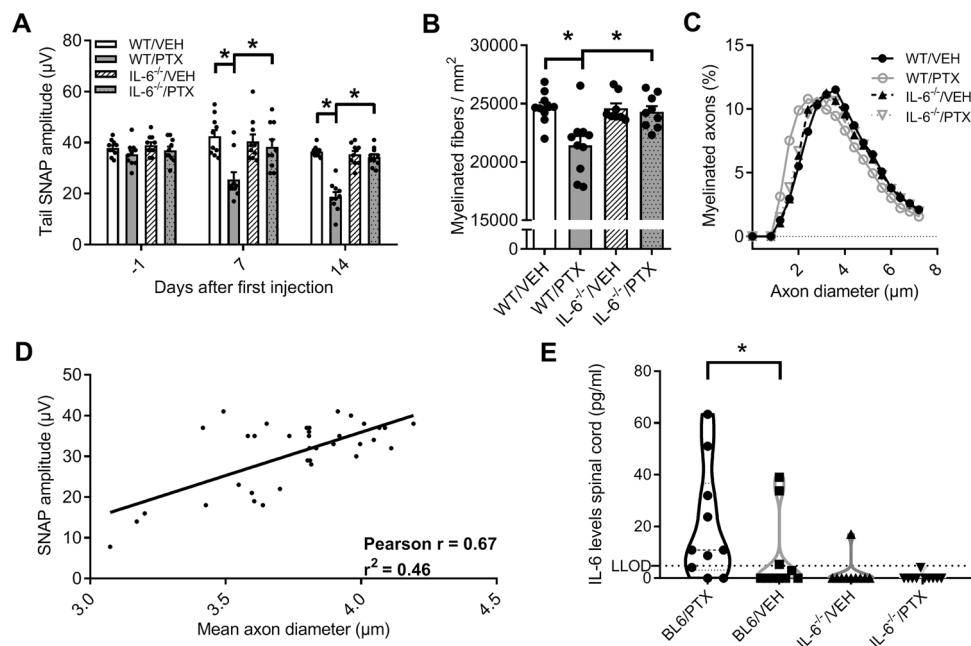 A
Tail SNAP amplitude (µV)
80
60
40
20
0
WT/VEH
WT/PTX
IL-6-/-/VEH
IL-6-/-/PTX
*
*
*
*
-1
7
14
Days after first injection
B
Myelinated fibers / mm²
30000
25000
20000
15000
0
*
*
WT/VEH
WT/PTX
IL-6-/-/VEH
IL-6-/-/PTX
C
Myelinated axons (%)
15
10
5
0
2
4
6
8
Axon diameter (µm)
WT/VEH
WT/PTX
IL-6-/-/VEH
IL-6-/-/PTX
D
SNAP amplitude (µV)
50
40
30
20
10
0
3.0
3.5
4.0
4.5
Mean axon diameter (µm)
Pearson r = 0.67
r² = 0.46
E
IL-6 levels spinal cord (pg/ml)
80
60
40
20
LLOD
0
*
BL6/PTX
BL6/VEH
IL-6-/-/VEH
IL-6-/-/PTX